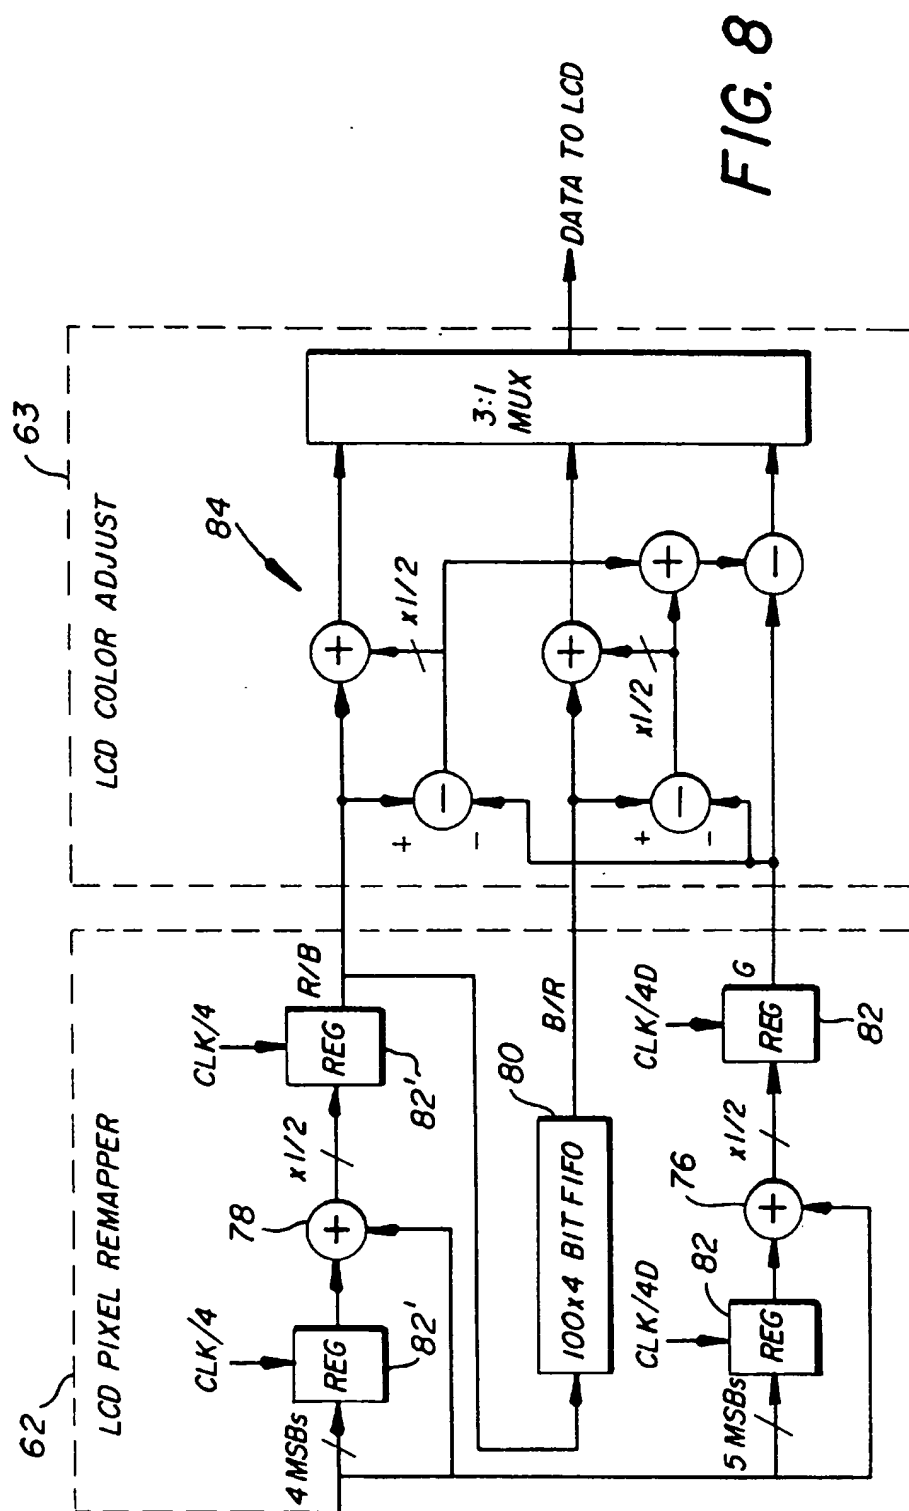 62
LCD PIXEL REMAPPER
4 MSBs
CLK/4
REG
82'
78
+
x1/2
CLK/4
REG
82'
R/B
100x4 BIT FIFO
80
B/R
5 MSBs
CLK/4D
REG
82
76
+
x1/2
CLK/4D
REG
82
G
63
LCD COLOR ADJUST
84
+
-
-
+
x1/2
+
-
-
+
x1/2
+
-
3:1
MUX
DATA TO LCD
FIG. 8